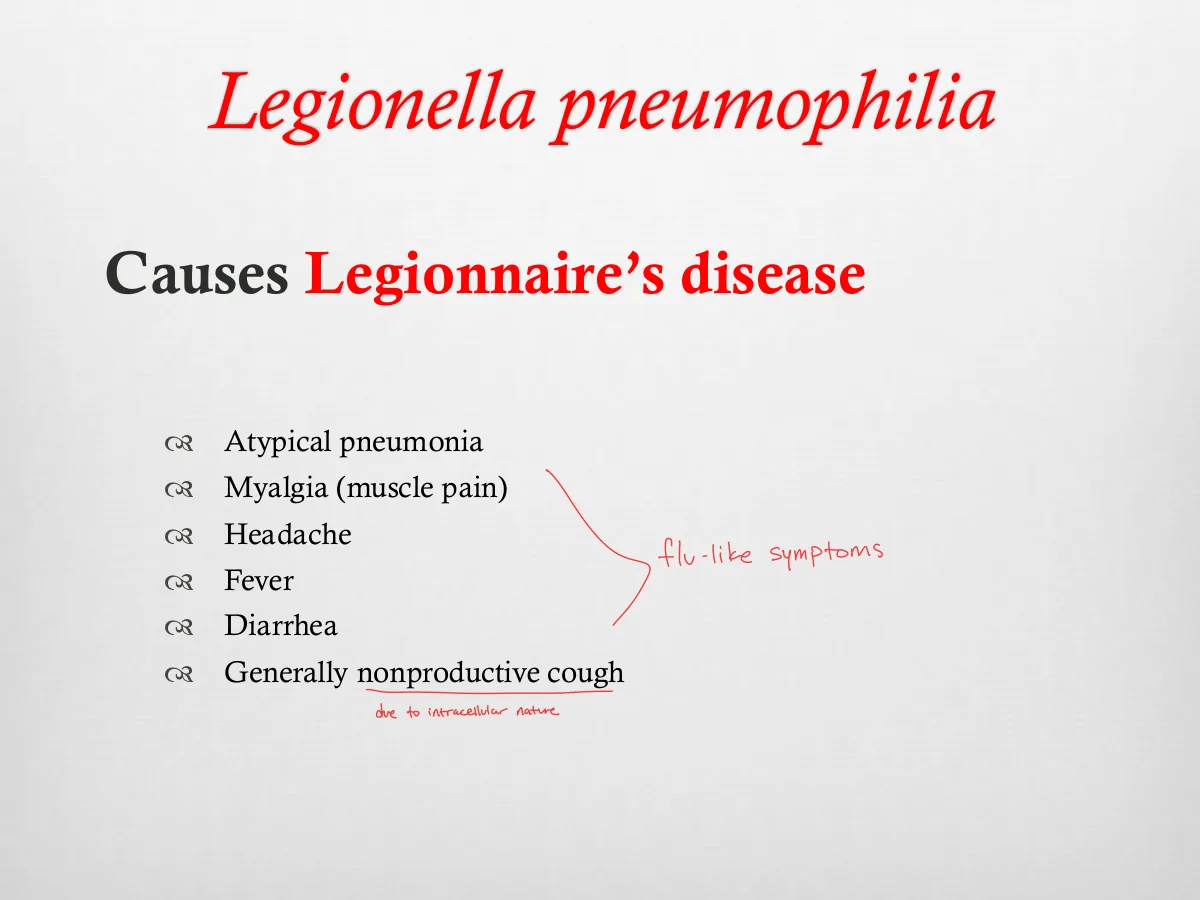 Legionella pneumophilia
Causes Legionnaire’s disease
Atypical pneumonia
Myalgia (muscle pain)
Headache
flu-like symptoms
Fever
Diarrhea
Generally nonproductive cough
due to intracellular nature